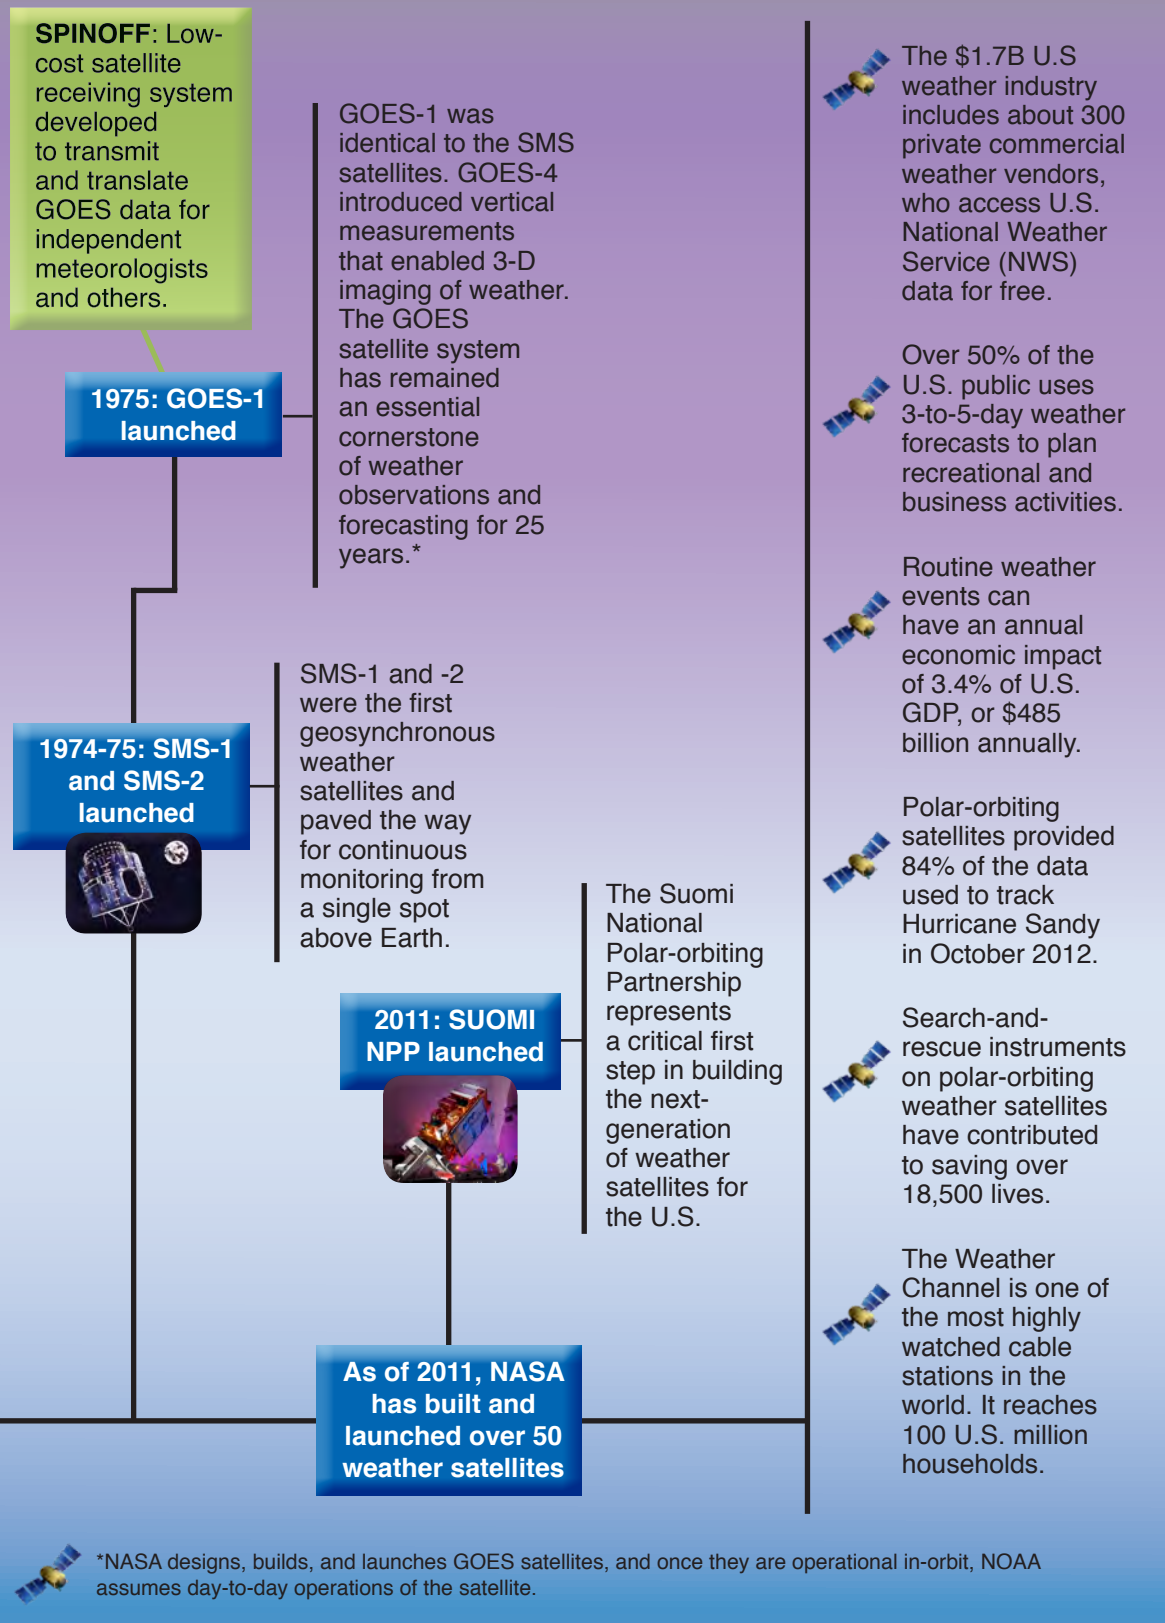 SPINOFF: Low-
cost satellite
receiving system
developed
to transmit
and translate
GOES data for
independent
meteorologists
and others.
1975: GOES-1
launched
GOES-1 was
identical to the SMS
satellites. GOES-4
introduced vertical
measurements
that enabled 3-D
imaging of weather.
The GOES
satellite system
has remained
an essential
cornerstone
of weather
observations and
forecasting for 25
years.*
1974-75: SMS-1
and SMS-2
launched
SMS-1 and -2
were the first
geosynchronous
weather
satellites and
paved the way
for continuous
monitoring from
a single spot
above Earth.
2011: SUOMI
NPP launched
The Suomi
National
Polar-orbiting
Partnership
represents
a critical first
step in building
the next-
generation
of weather
satellites for
the U.S.
As of 2011, NASA
has built and
launched over 50
weather satellites
The $1.7B U.S
weather industry
includes about 300
private commercial
weather vendors,
who access U.S.
National Weather
Service (NWS)
data for free.
Over 50% of the
U.S. public uses
3-to-5-day weather
forecasts to plan
recreational and
business activities.
Routine weather
events can
have an annual
economic impact
of 3.4% of U.S.
GDP, or $485
billion annually.
Polar-orbiting
satellites provided
84% of the data
used to track
Hurricane Sandy
in October 2012.
Search-and-
rescue instruments
on polar-orbiting
weather satellites
have contributed
to saving over
18,500 lives.
The Weather
Channel is one of
the most highly
watched cable
stations in the
world. It reaches
100 U.S. million
households.
*NASA designs, builds, and launches GOES satellites, and once they are operational in-orbit, NOAA
assumes day-to-day operations of the satellite.